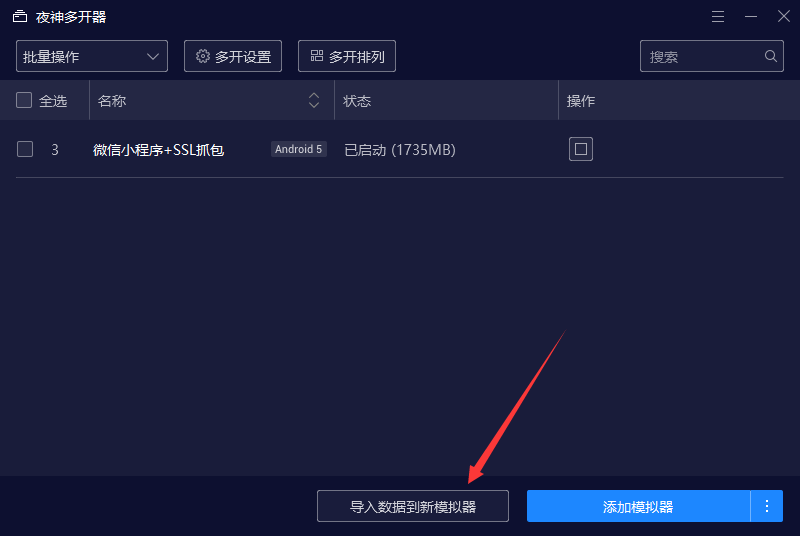 夜神多开器
批量操作 多开设置 多开排列 搜索
全选 名称 状态 操作
3 微信小程序+SSL抓包 Android 5 已启动 (1735MB)
导入数据到新模拟器 添加模拟器